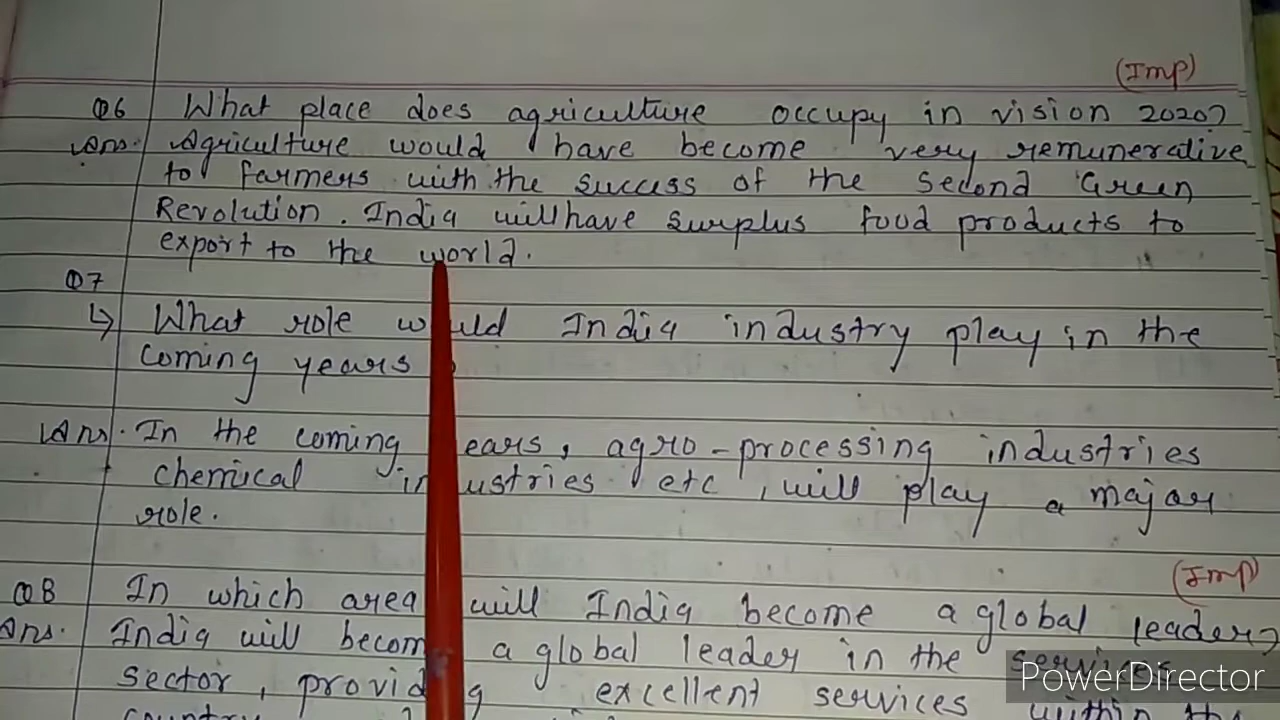 (Imp)
Q6 What place does agriculture occupy in vision 2020?
Ans. Agriculture would have become very remunerative
to farmers with the success of the second Green
Revolution. India will have surplus food products to
export to the world.
Q7
↳ What role would India industry play in the
coming years
Ans. In the coming years, agro-processing industries
chemical industries etc, will play a major
role.
(Imp)
Q8 In which area will India become a global leader?
Ans. India will become a global leader in the services
sector, providing excellent services within the
country
PowerDirector